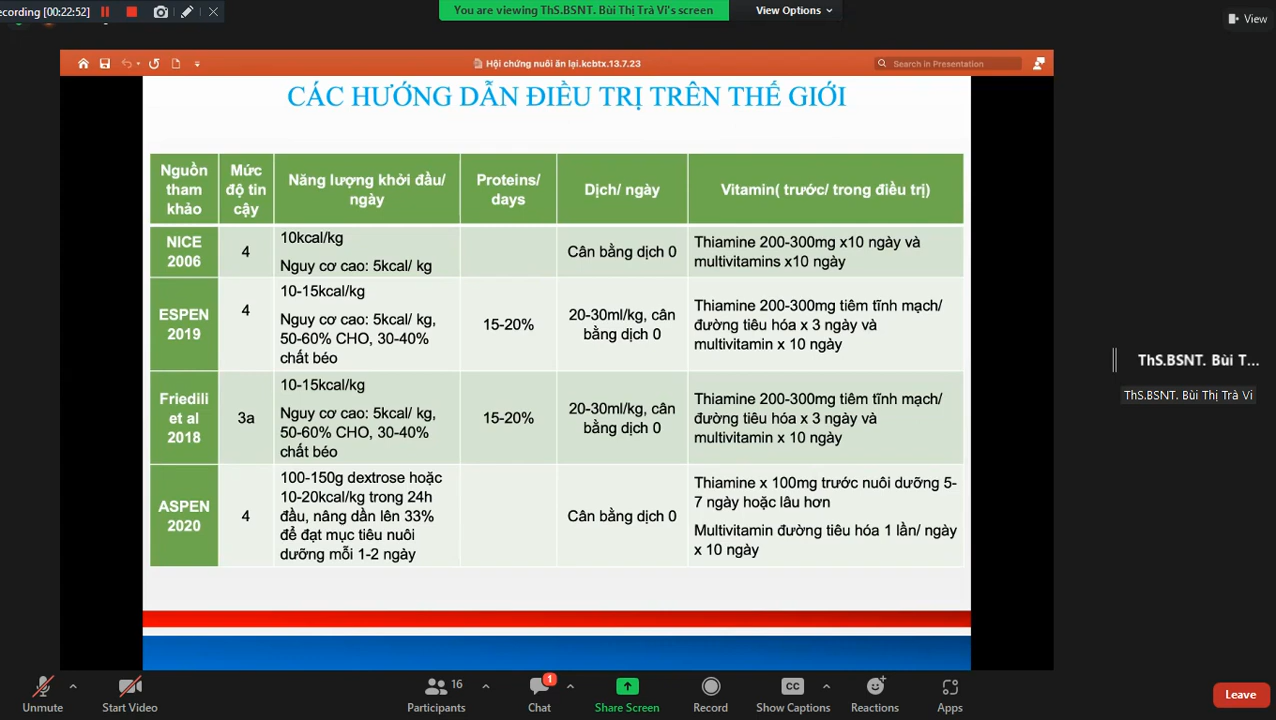 ecording [00:22:52]
You are viewing ThS.BSNT. Bùi Thị Trà Vi's screen
View Options
View
Hội chứng nuôi ăn lại.kcbtx.13.7.23
Search in Presentation
CÁC HƯỚNG DẪN ĐIỀU TRỊ TRÊN THẾ GIỚI
Nguồn
tham
khảo
Mức
độ tin
cậy
Năng lượng khởi đầu/
ngày
Proteins/
days
Dịch/ ngày
Vitamin( trước/ trong điều trị)
NICE
2006
4
10kcal/kg
Nguy cơ cao: 5kcal/ kg
Cân bằng dịch 0
Thiamine 200-300mg x10 ngày và
multivitamins x10 ngày
ESPEN
2019
4
10-15kcal/kg
Nguy cơ cao: 5kcal/ kg,
50-60% CHO, 30-40%
chất béo
15-20%
20-30ml/kg, cân
bằng dịch 0
Thiamine 200-300mg tiêm tĩnh mạch/
đường tiêu hóa x 3 ngày và
multivitamin x 10 ngày
Friedili
et al
2018
3a
10-15kcal/kg
Nguy cơ cao: 5kcal/ kg,
50-60% CHO, 30-40%
chất béo
15-20%
20-30ml/kg, cân
bằng dịch 0
Thiamine 200-300mg tiêm tĩnh mạch/
đường tiêu hóa x 3 ngày và
multivitamin x 10 ngày
ASPEN
2020
4
100-150g dextrose hoặc
10-20kcal/kg trong 24h
đầu, nâng dần lên 33%
để đạt mục tiêu nuôi
dưỡng mỗi 1-2 ngày
Cân bằng dịch 0
Thiamine x 100mg trước nuôi dưỡng 5-
7 ngày hoặc lâu hơn
Multivitamin đường tiêu hóa 1 lần/ ngày
x 10 ngày
ThS.BSNT. Bùi T...
ThS.BSNT. Bùi Thị Trà Vi
16
1
Unmute
Start Video
Participants
Chat
Share Screen
Record
CC
Show Captions
Reactions
Apps
Leave